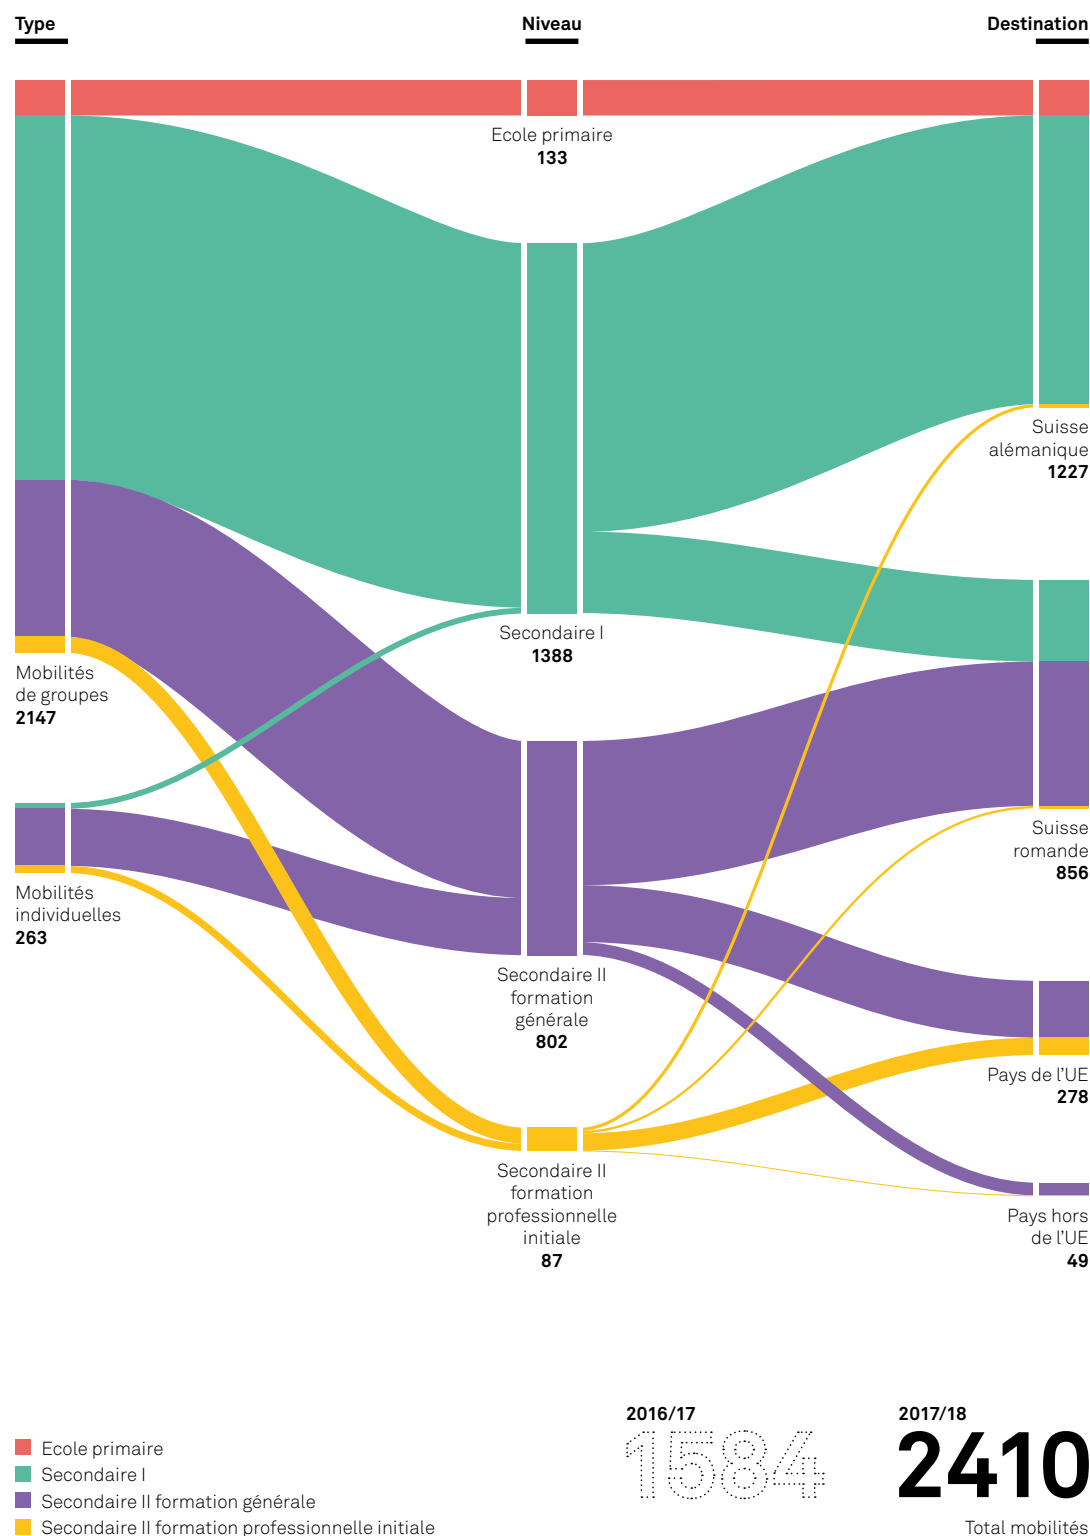 Type
Niveau
Destination
Ecole primaire
133
Suisse
alémanique
1227
Secondaire I
1388
Mobilités
de groupes
2147
Suisse
romande
856
Mobilités
individuelles
263
Secondaire II
formation
générale
802
Pays de l'UE
278
Secondaire II
formation
professionnelle
initiale
87
Pays hors
de l'UE
49
2016/17
1584
2017/18
2410
Total mobilités
Ecole primaire
Secondaire I
Secondaire II formation générale
Secondaire II formation professionnelle initiale